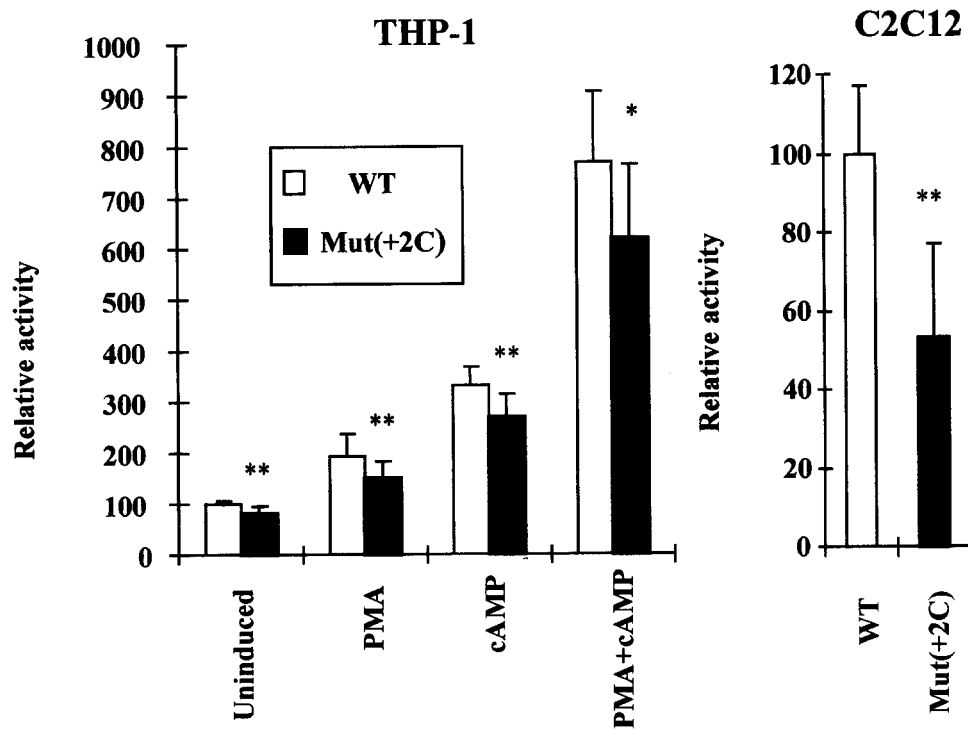 THP-1
C2C12
1000
900
800
700
600
500
400
300
200
100
0
Relative activity
WT
Mut(+2C)
**
**
**
*
Uninduced
PMA
cAMP
PMA+cAMP
120
100
80
60
40
20
0
Relative activity
**
WT
Mut(+2C)